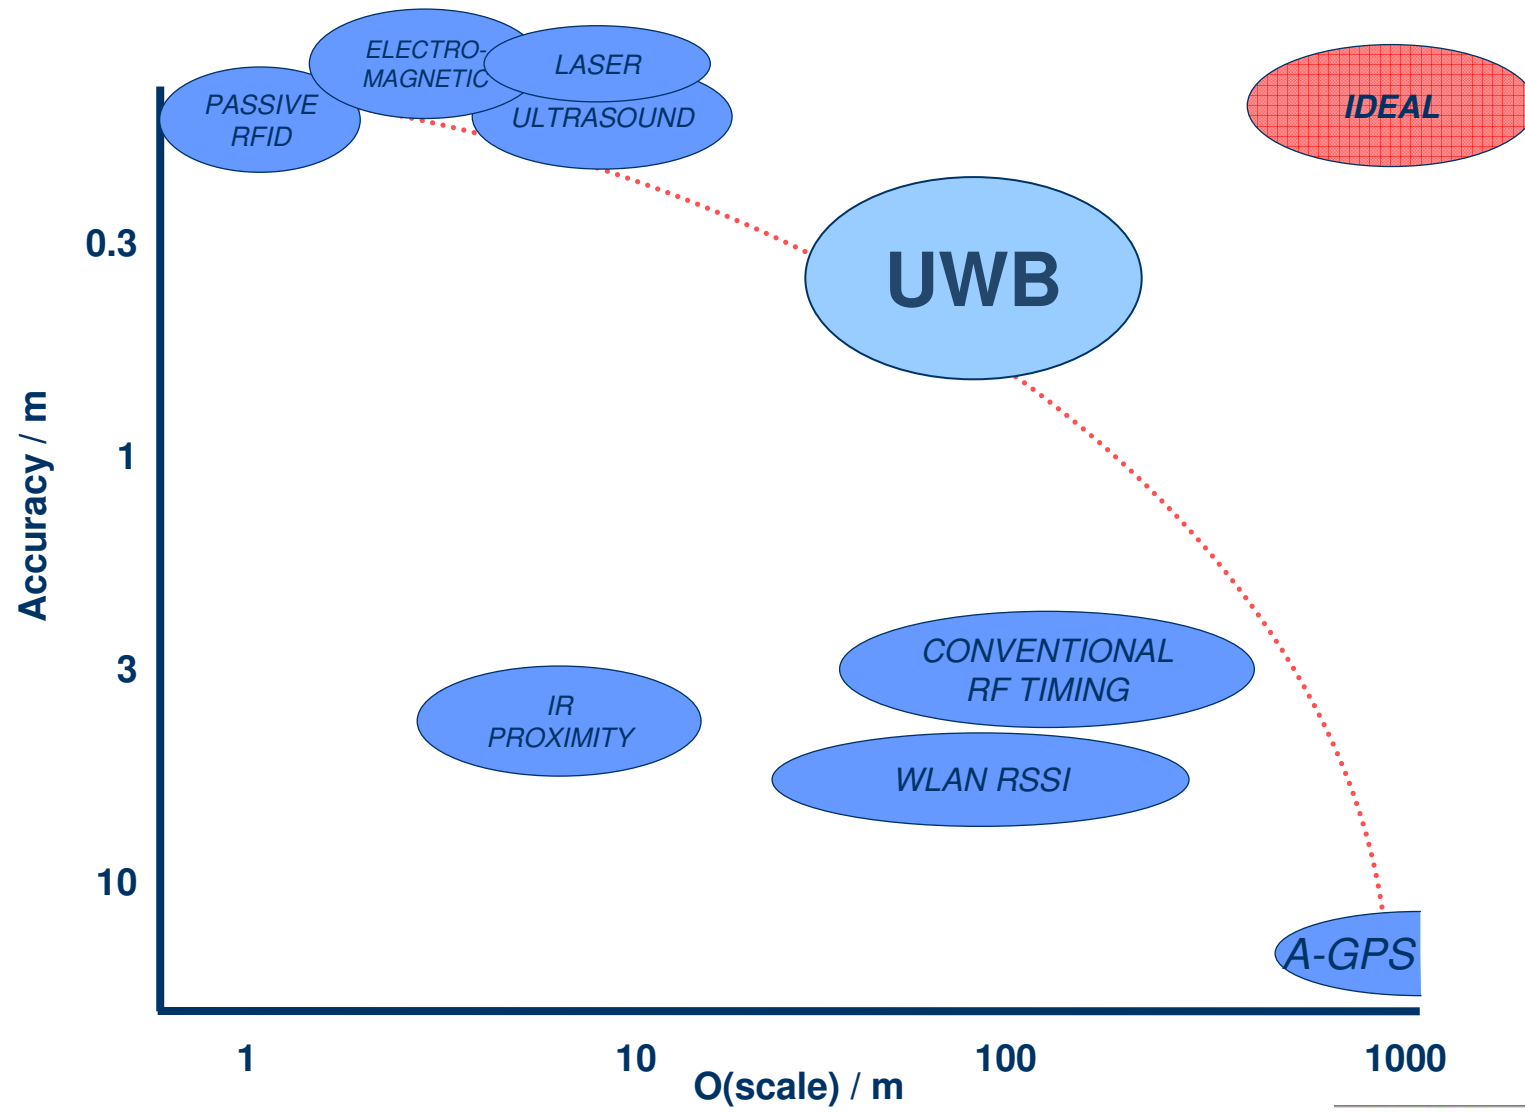 ELECTRO-
MAGNETIC
LASER
PASSIVE
RFID
ULTRASOUND
IDEAL
0.3
UWB
1
Accuracy / m
3
CONVENTIONAL
RF TIMING
IR
PROXIMITY
WLAN RSSI
10
A-GPS
1
10
100
1000
O(scale) / m